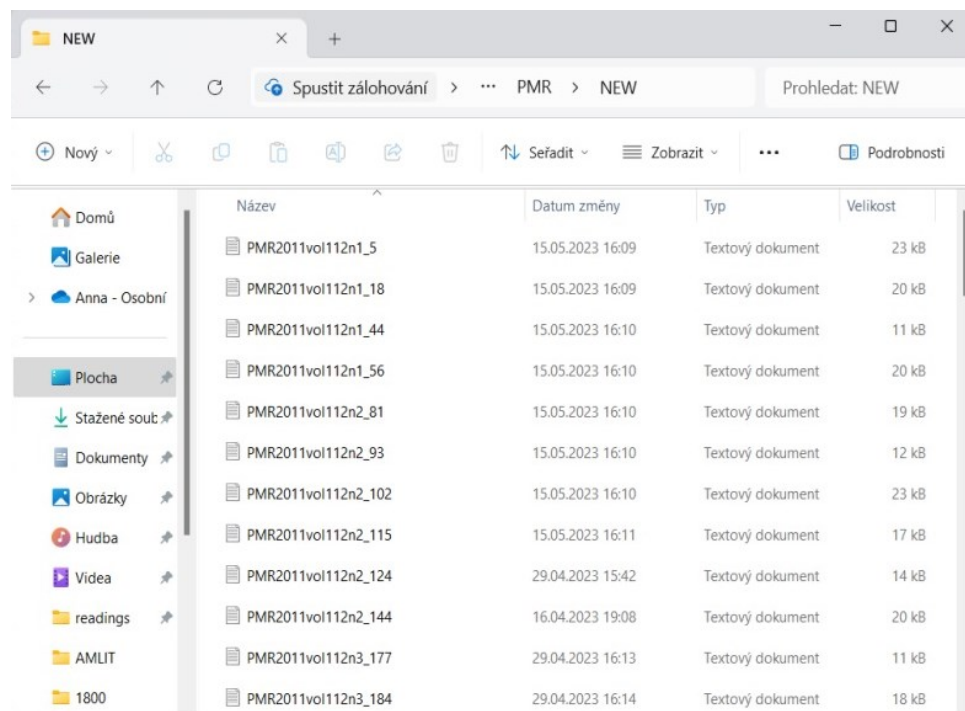 NEW
Spustit zálohování > ··· PMR > NEW Prohledat: NEW
Nový Seřadit Zobrazit ··· Podrobnosti
Domů
Galerie
Anna - Osobní
Plocha
Stažené soub
Dokumenty
Obrázky
Hudba
Videa
readings
AMLIT
1800
Název Datum změny Typ Velikost
PMR2011vol112n1_5 15.05.2023 16:09 Textový dokument 23 kB
PMR2011vol112n1_18 15.05.2023 16:09 Textový dokument 20 kB
PMR2011vol112n1_44 15.05.2023 16:10 Textový dokument 11 kB
PMR2011vol112n1_56 15.05.2023 16:10 Textový dokument 20 kB
PMR2011vol112n2_81 15.05.2023 16:10 Textový dokument 19 kB
PMR2011vol112n2_93 15.05.2023 16:10 Textový dokument 12 kB
PMR2011vol112n2_102 15.05.2023 16:10 Textový dokument 23 kB
PMR2011vol112n2_115 15.05.2023 16:11 Textový dokument 17 kB
PMR2011vol112n2_124 29.04.2023 15:42 Textový dokument 14 kB
PMR2011vol112n2_144 16.04.2023 19:08 Textový dokument 20 kB
PMR2011vol112n3_177 29.04.2023 16:13 Textový dokument 11 kB
PMR2011vol112n3_184 29.04.2023 16:14 Textový dokument 18 kB